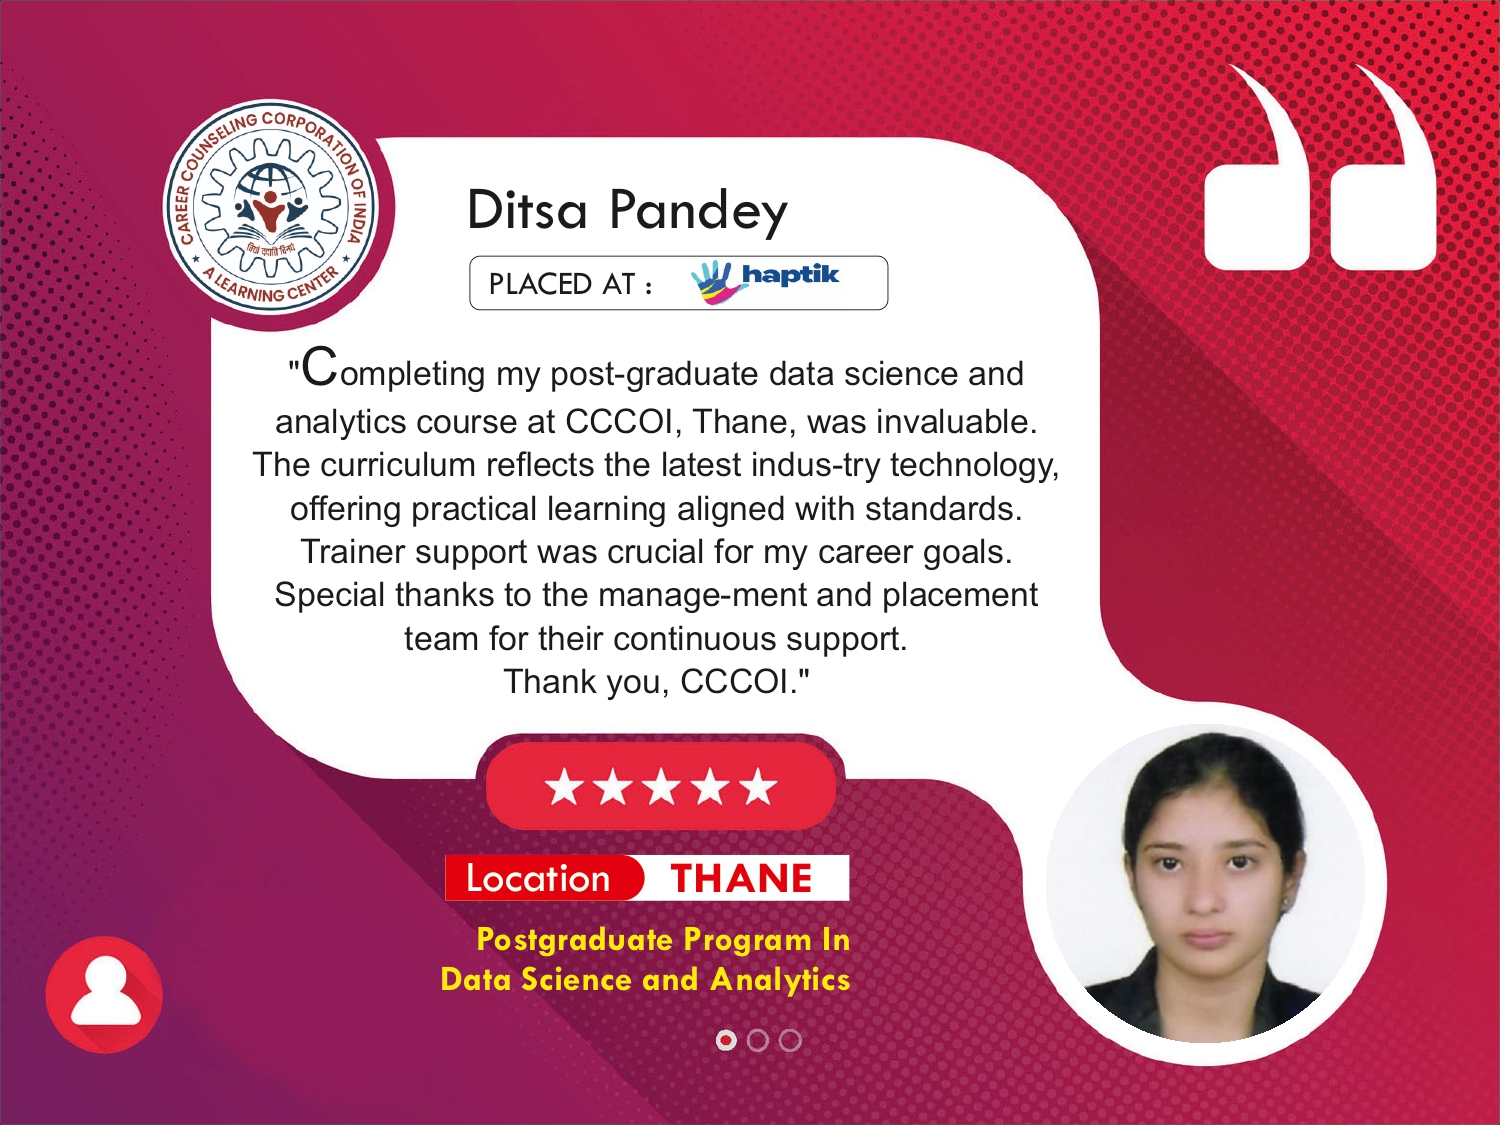 CAREER COUNSELING CORPORATION OF INDIA
★ A LEARNING CENTER ★
Ditsa Pandey
PLACED AT : haptik
"Completing my post-graduate data science and
analytics course at CCCOI, Thane, was invaluable.
The curriculum reflects the latest indus-try technology,
offering practical learning aligned with standards.
Trainer support was crucial for my career goals.
Special thanks to the manage-ment and placement
team for their continuous support.
Thank you, CCCOI."
Location THANE
Postgraduate Program In
Data Science and Analytics